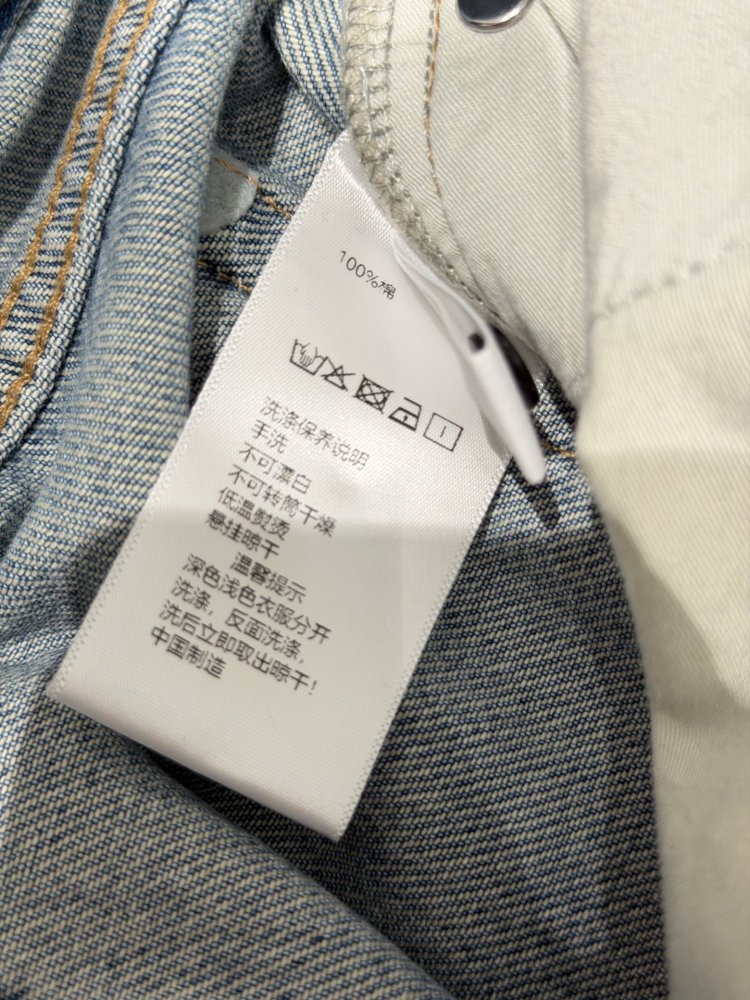 100%棉
洗涤保养说明
手洗
不可漂白
不可转筒干燥
低温熨烫
悬挂晾干
温馨提示
深色浅色衣服分开
洗涤，反面洗涤，
洗后立即取出晾干！
中国制造